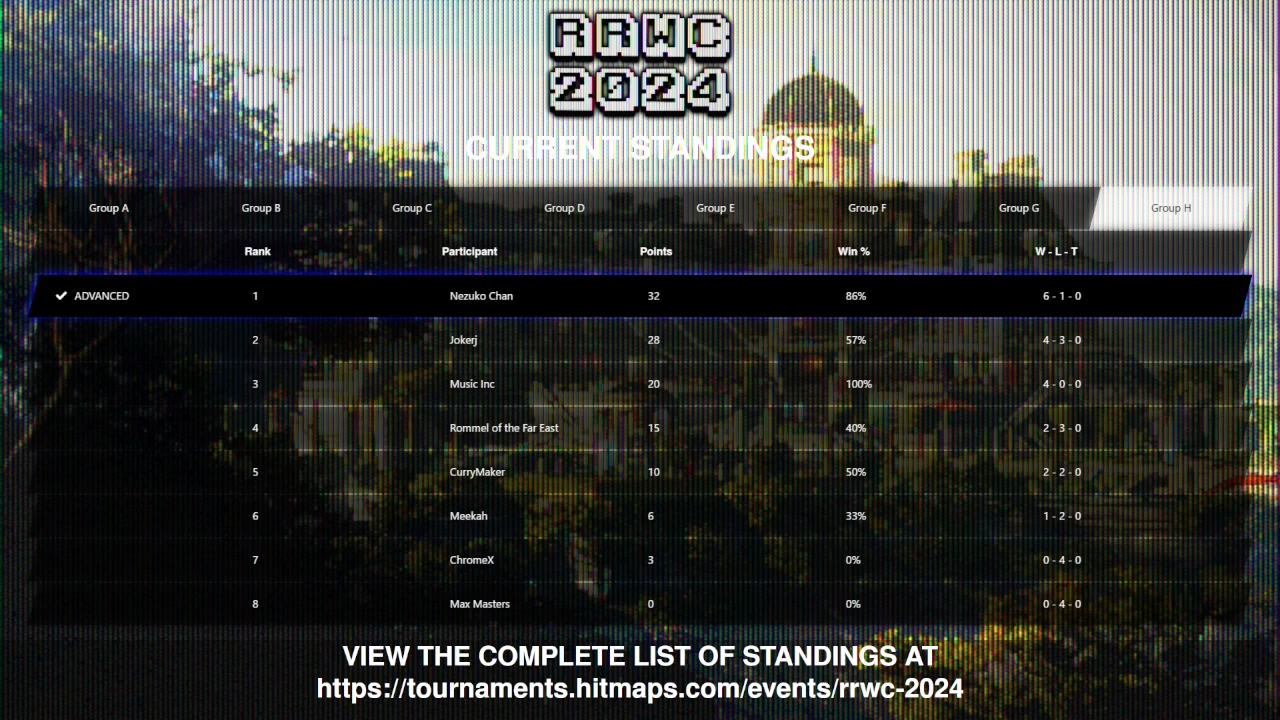 RRWC
2024
CURRENT STANDINGS
Group A Group B Group C Group D Group E Group F Group G Group H
Rank Participant Points Win % W - L - T
ADVANCED 1 Nezuko Chan 32 86% 6 - 1 - 0
2 Jokerj 28 57% 4 - 3 - 0
3 Music Inc 20 100% 4 - 0 - 0
4 Rommel of the Far East 15 40% 2 - 3 - 0
5 CurryMaker 10 50% 2 - 2 - 0
6 Meekah 6 33% 1 - 2 - 0
7 ChromeX 3 0% 0 - 4 - 0
8 Max Masters 0 0% 0 - 4 - 0
VIEW THE COMPLETE LIST OF STANDINGS AT
https://tournaments.hitmaps.com/events/rrwc-2024